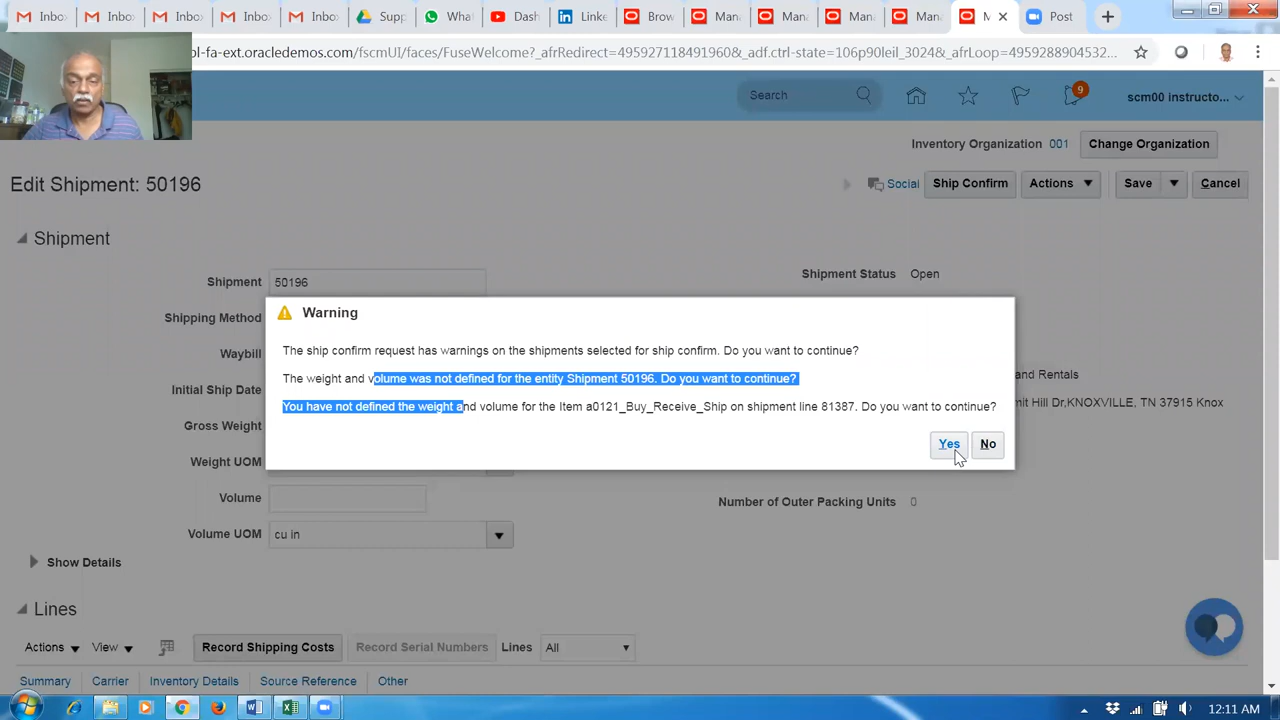 Inbo
Inbo
Inbo
Inbo
Inbo
Supp
What
Dash
Linke
Brow
Mana
Mana
Mana
Mana
M
Post
ol-fa-ext.oracledemos.com/fscmUI/faces/FuseWelcome?_afrRedirect=49592711849196​0&_adf.ctrl-state=106p90leil_3024&_afrLoop=4959288904532...
Search
9
scm00 instructo...
Inventory Organization 001 Change Organization
Edit Shipment: 50196
Social Ship Confirm Actions Save Cancel
Shipment
Shipment 50196
Shipment Status Open
Shipping Method
Warning
The ship confirm request has warnings on the shipments selected for ship confirm. Do you want to continue?
Waybill
The weight and volume was not defined for the entity Shipment 50196. Do you want to continue?
and Rentals
Initial Ship Date
You have not defined the weight and volume for the Item a0121_Buy_Receive_Ship on shipment line 81387. Do you want to continue?
mit Hill Dr,KNOXVILLE, TN 37915 Knox
Gross Weight
Yes No
Weight UOM
Volume
Number of Outer Packing Units 0
Volume UOM cu in
Show Details
Lines
Actions View Record Shipping Costs Record Serial Numbers Lines All
Summary Carrier Inventory Details Source Reference Other
12:11 AM